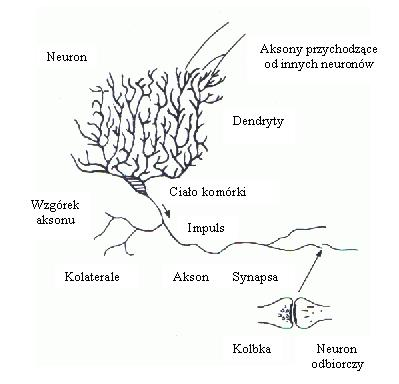 Neuron
Aksony przychodzące
od innych neuronów
Dendryty
Ciało komórki
Wzgórek
aksonu
Impuls
Kolaterale
Akson
Synapsa
Kolbka
Neuron
odbiorczy